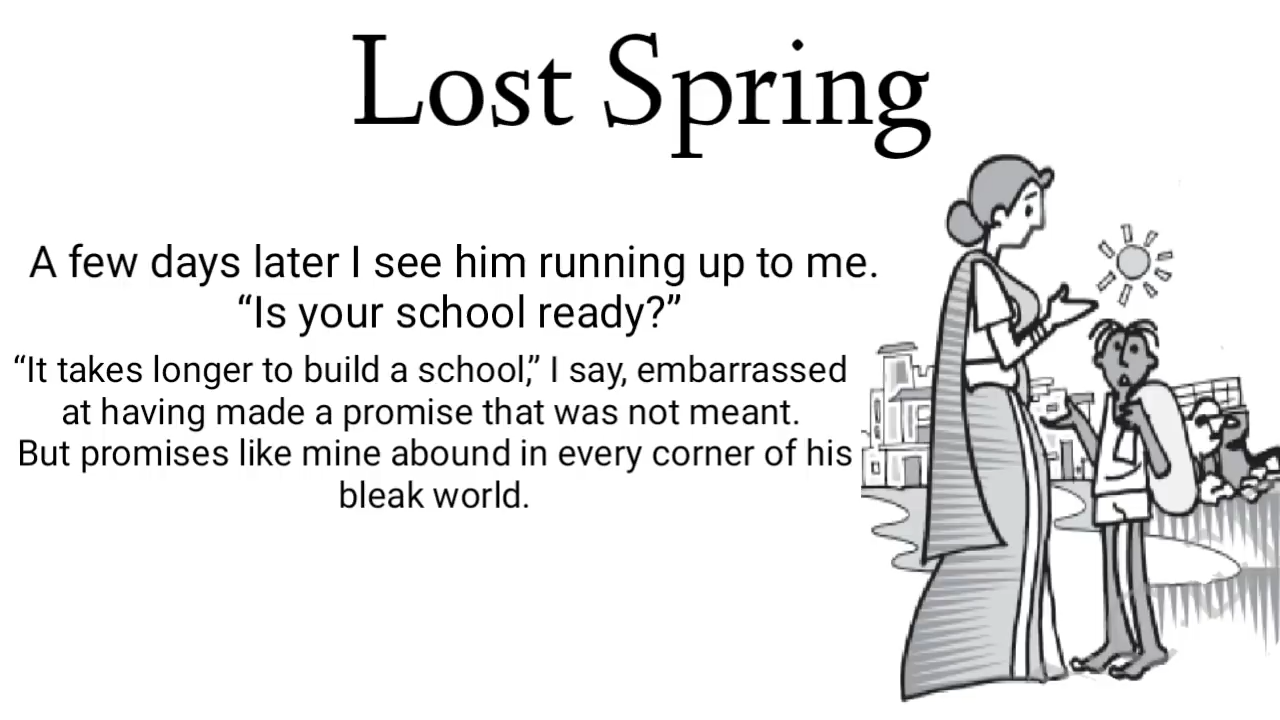 Lost Spring
A few days later I see him running up to me.
“Is your school ready?”
“It takes longer to build a school,” I say, embarrassed
at having made a promise that was not meant.
But promises like mine abound in every corner of his
bleak world.